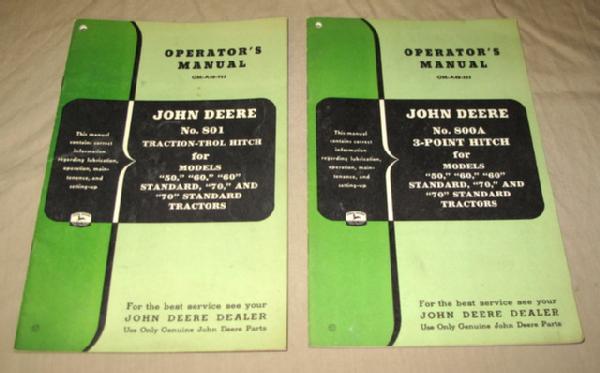 OPERATOR'S
MANUAL
JOHN DEERE
No. 801
TRACTION-TROL HITCH
for
MODELS
"50," "60," "60"
STANDARD, "70," AND
"70" STANDARD
TRACTORS
This manual
contains correct
information
regarding lubrication,
operation, main-
tenance, and
setting-up
For the best service see your
JOHN DEERE DEALER
Use Only Genuine John Deere Parts
OPERATOR'S
MANUAL
JOHN DEERE
No. 800A
3-POINT HITCH
for
MODELS
"50," "60," "60"
STANDARD, "70," AND
"70" STANDARD
TRACTORS
This manual
contains correct
information
regarding lubrication,
operation, main-
tenance, and
setting-up
For the best service see your
JOHN DEERE DEALER
Use Only Genuine John Deere Parts